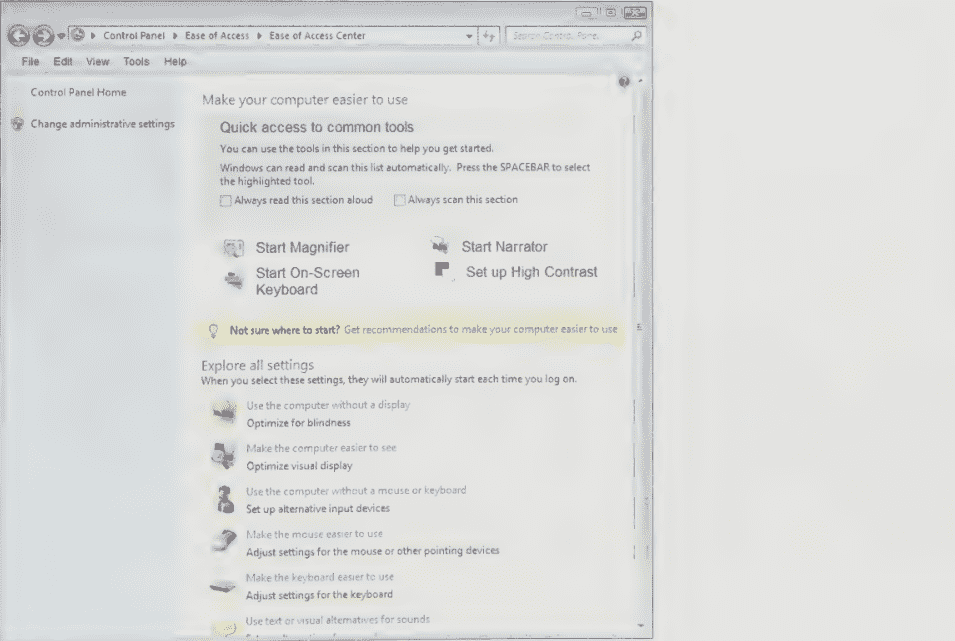 Control Panel Ease of Access Ease of Access Center
Search Control Panel
File Edit View Tools Help
Control Panel Home
Change administrative settings
Make your computer easier to use
Quick access to common tools
You can use the tools in this section to help you get started.
Windows can read and scan this list automatically. Press the SPACEBAR to select
the highlighted tool.
Always read this section aloud Always scan this section
Start Magnifier Start Narrator
Start On-Screen
Keyboard
Set up High Contrast
Not sure where to start? Get recommendations to make your computer easier to use
Explore all settings
When you select these settings, they will automatically start each time you log on.
Use the computer without a display
Optimize for blindness
Make the computer easier to see
Optimize visual display
Use the computer without a mouse or keyboard
Set up alternative input devices
Make the mouse easier to use
Adjust settings for the mouse or other pointing devices
Make the keyboard easier to use
Adjust settings for the keyboard
Use text or visual alternatives for sounds